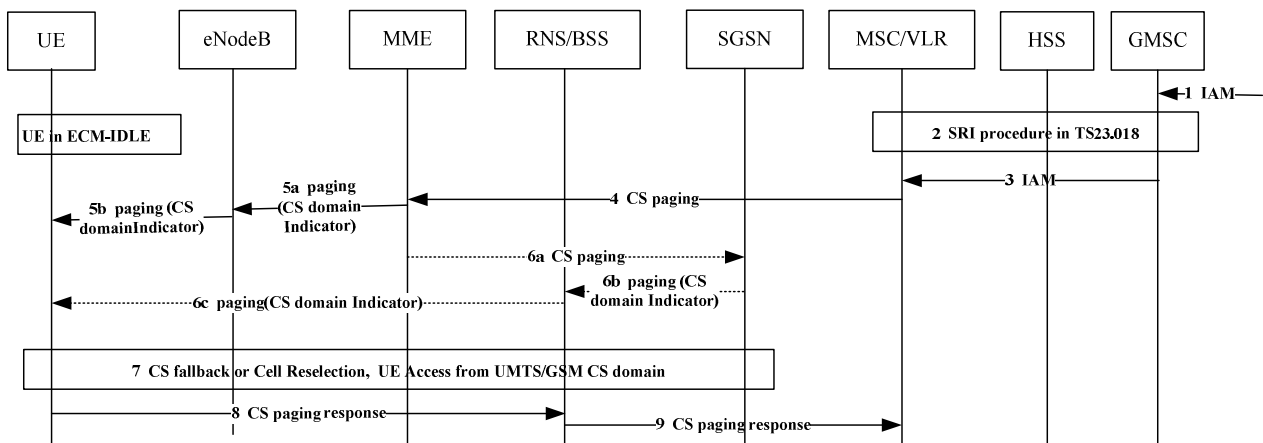 UE
eNodeB
MME
RNS/BSS
SGSN
MSC/VLR
HSS
GMSC
1 IAM
UE in ECM-IDLE
2 SRI procedure in TS23.018
3 IAM
4 CS paging
5a paging
(CS domain
Indicator)
5b paging (CS
domainIndicator)
6a CS paging
6b paging (CS
domain Indicator)
6c paging(CS domain Indicator)
7 CS fallback or Cell Reselection, UE Access from UMTS/GSM CS domain
8 CS paging response
9 CS paging response